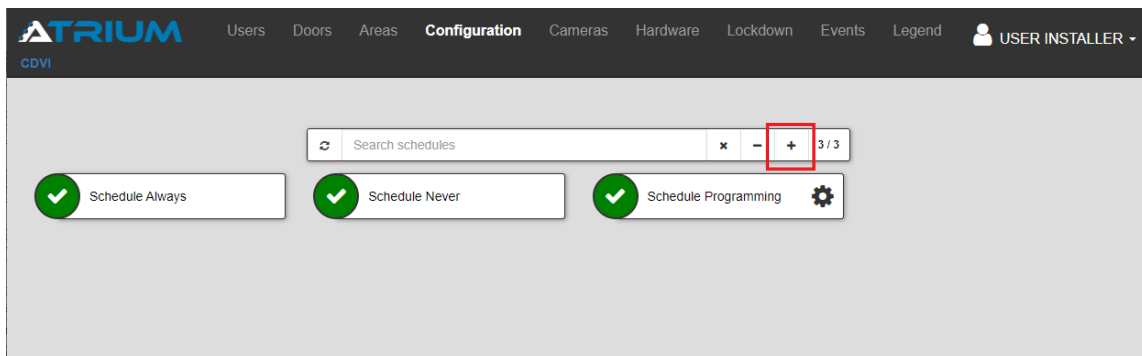 ATRIUM Users Doors Areas Configuration Cameras Hardware Lockdown Events Legend USER INSTALLER
CDVI
Search schedules 3 / 3
Schedule Always Schedule Never Schedule Programming